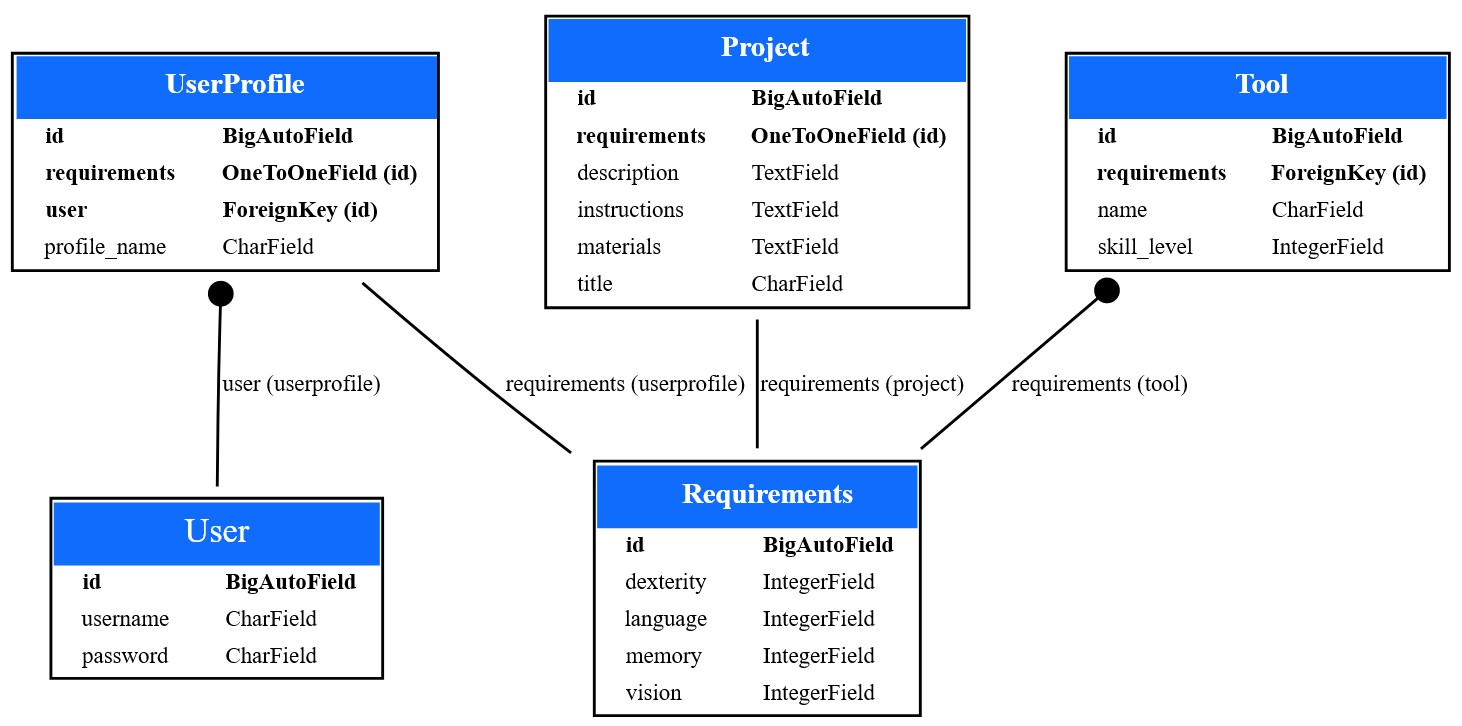 UserProfile
id BigAutoField
requirements OneToOneField (id)
user ForeignKey (id)
profile_name CharField
Project
id BigAutoField
requirements OneToOneField (id)
description TextField
instructions TextField
materials TextField
title CharField
Tool
id BigAutoField
requirements ForeignKey (id)
name CharField
skill_level IntegerField
user (userprofile)
requirements (userprofile)
requirements (project)
requirements (tool)
User
id BigAutoField
username CharField
password CharField
Requirements
id BigAutoField
dexterity IntegerField
language IntegerField
memory IntegerField
vision IntegerField